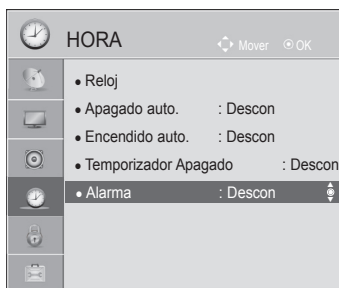 HORA Mover OK
• Reloj
• Apagado auto. : Descon
• Encendido auto. : Descon
• Temporizador Apagado : Descon
• Alarma : Descon